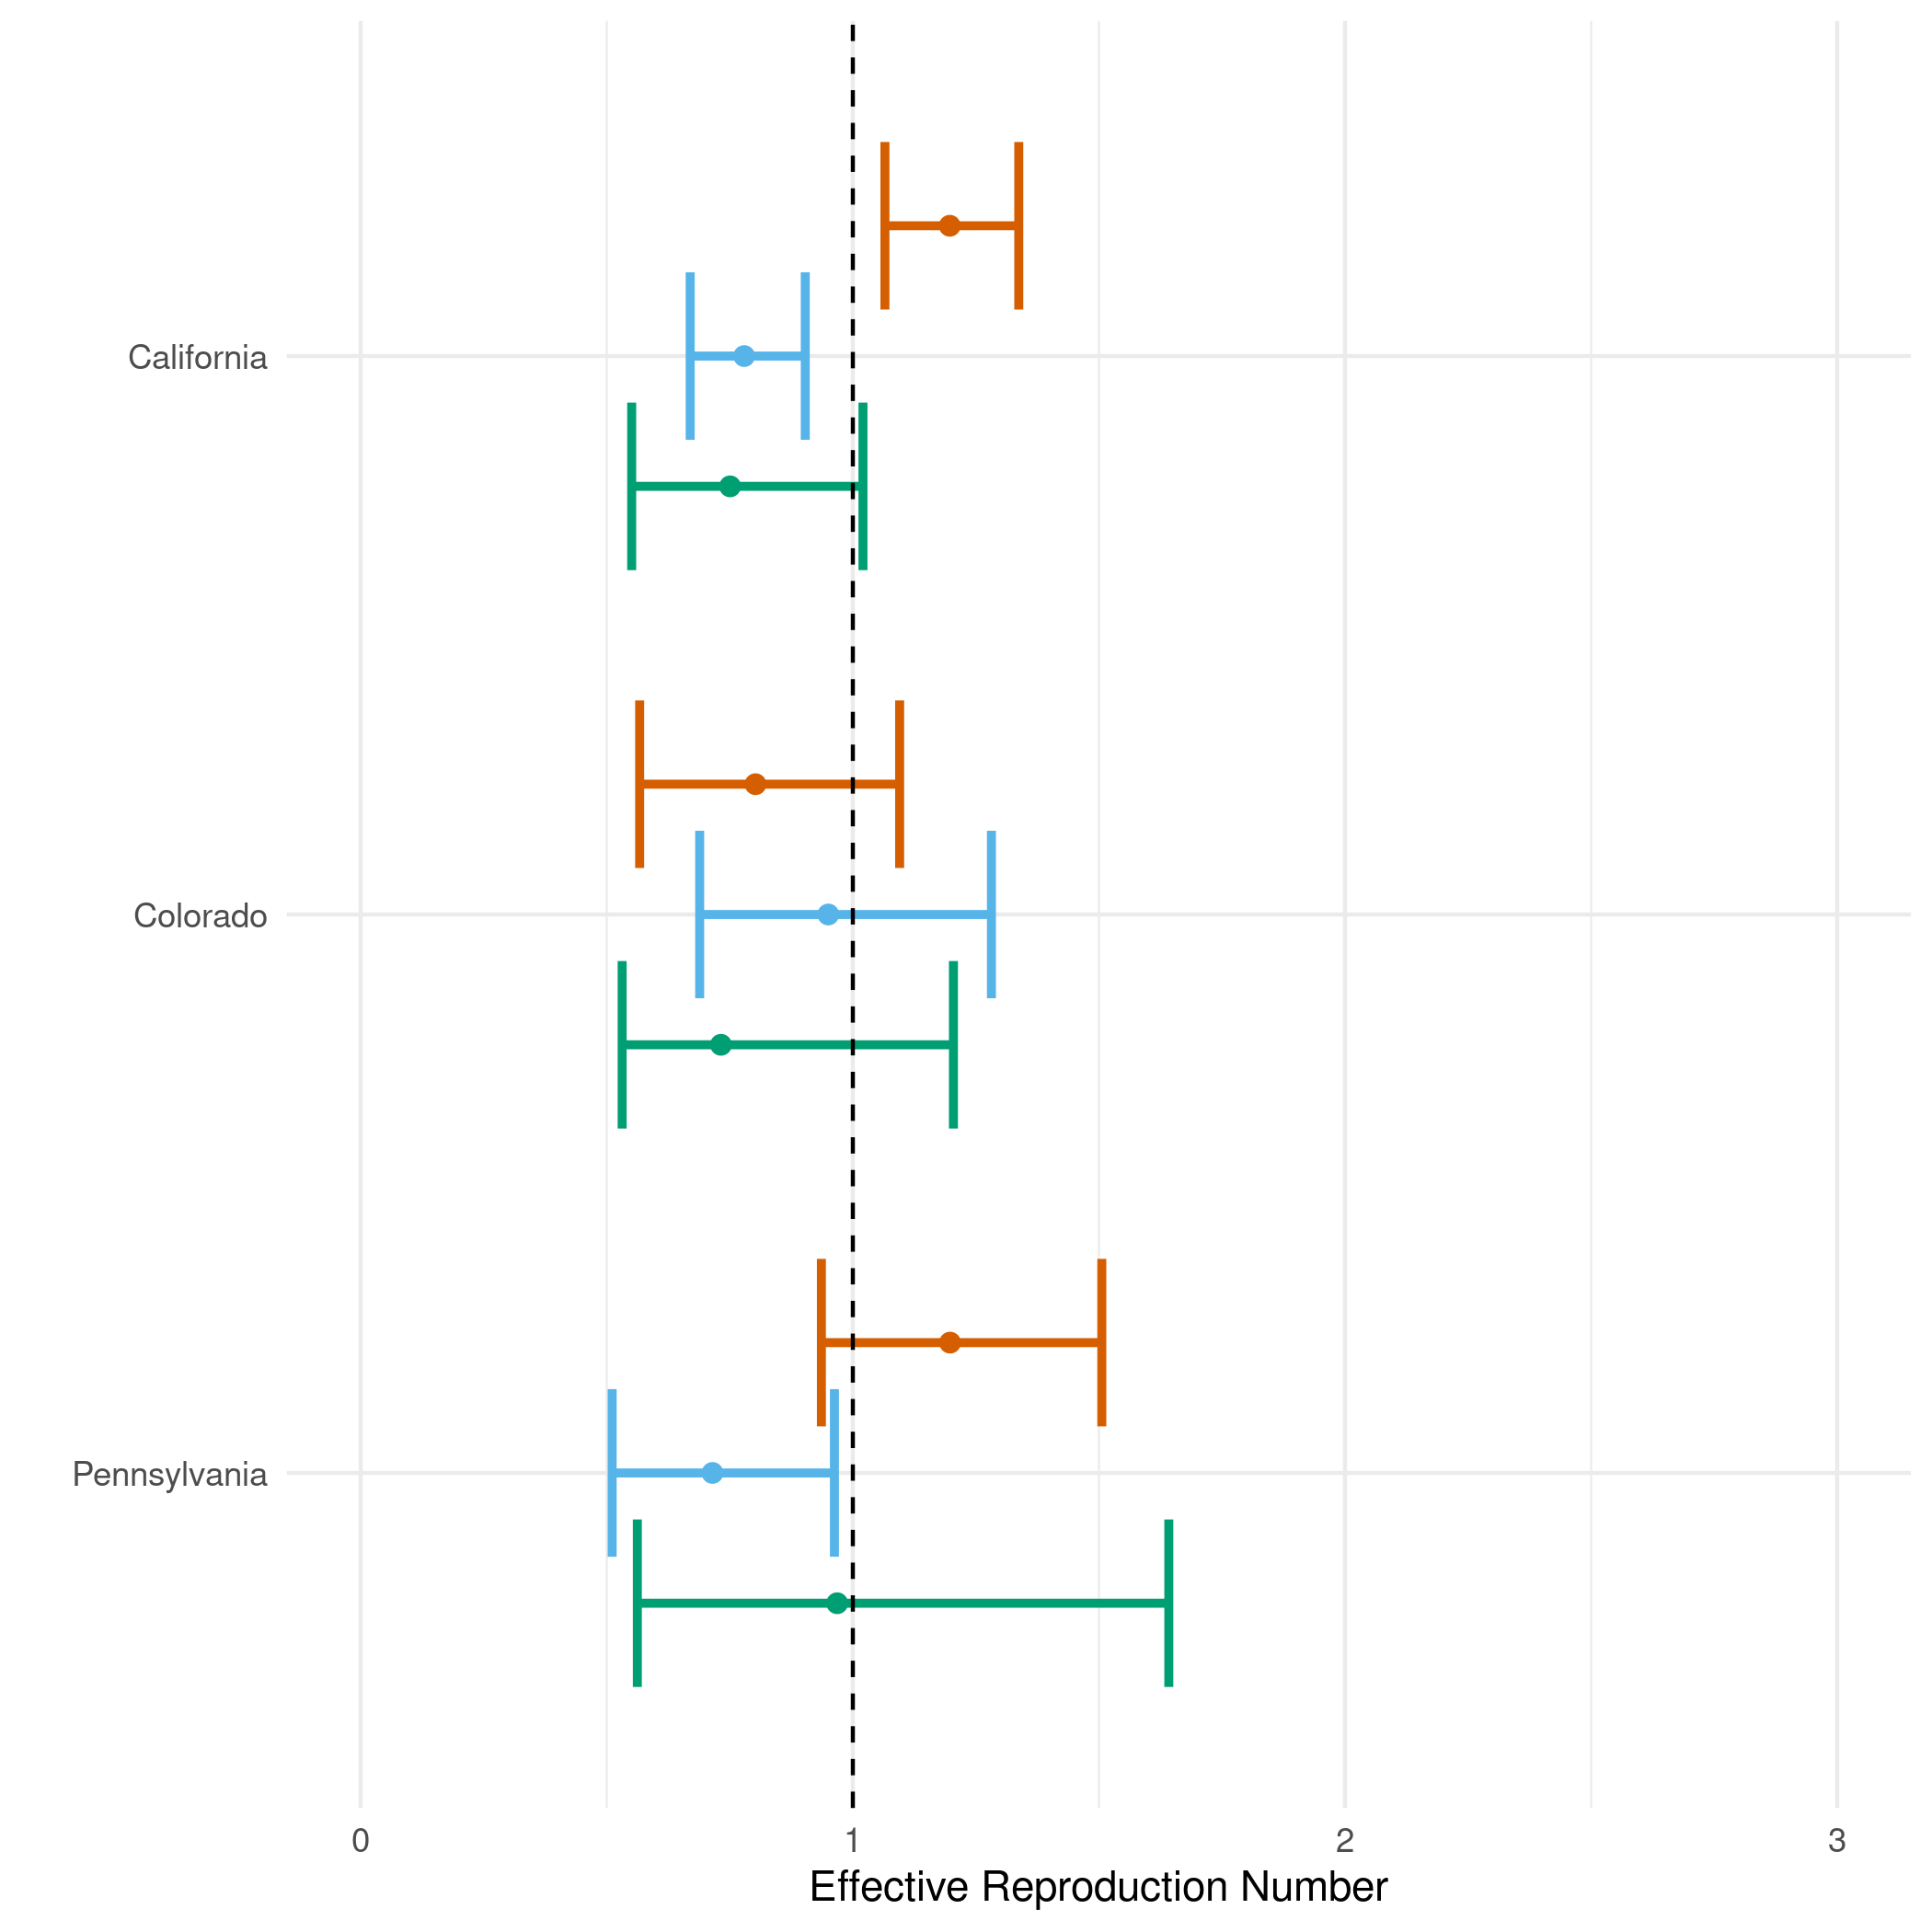 California
Colorado
Pennsylvania
0 1 2 3
Effective Reproduction Number